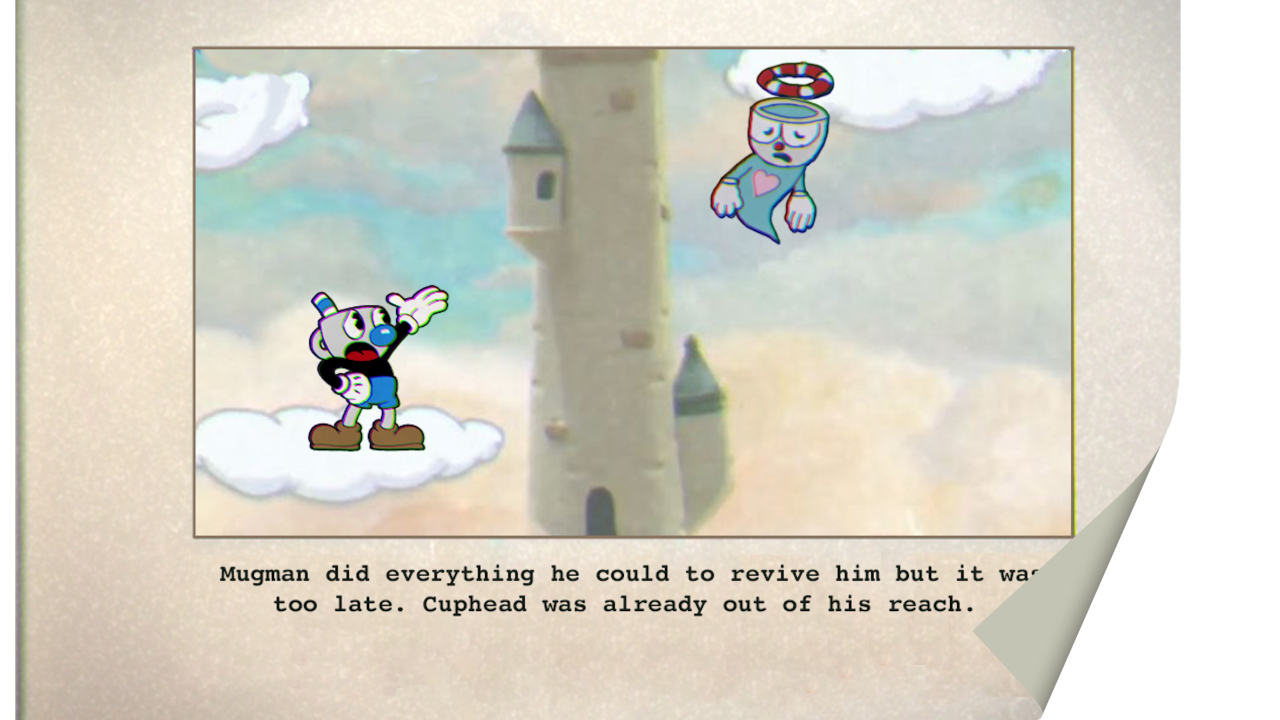 Mugman did everything he could to revive him but it was
too late. Cuphead was already out of his reach.